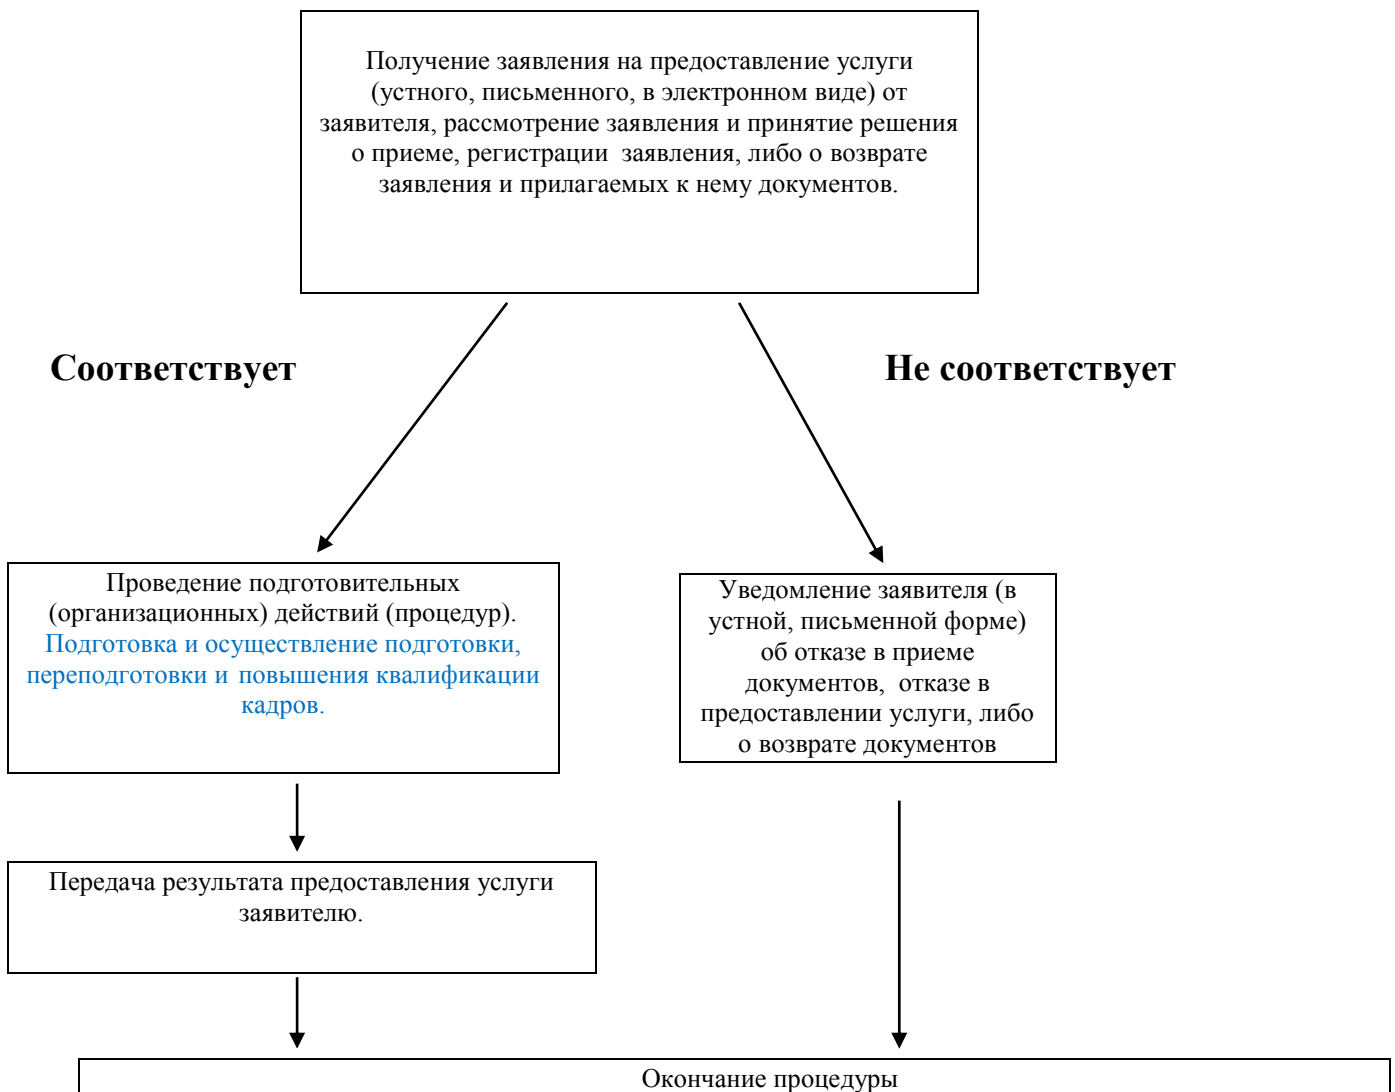 Получение заявления на предоставление услуги
(устного, письменного, в электронном виде) от
заявителя, рассмотрение заявления и принятие решения
о приеме, регистрации заявления, либо о возврате
заявления и прилагаемых к нему документов.
Соответствует
Не соответствует
Проведение подготовительных
(организационных) действий (процедур).
Подготовка и осуществление подготовки,
переподготовки и повышения квалификации
кадров.
Уведомление заявителя (в
устной, письменной форме)
об отказе в приеме
документов, отказе в
предоставлении услуги, либо
о возврате документов
Передача результата предоставления услуги
заявителю.
Окончание процедуры